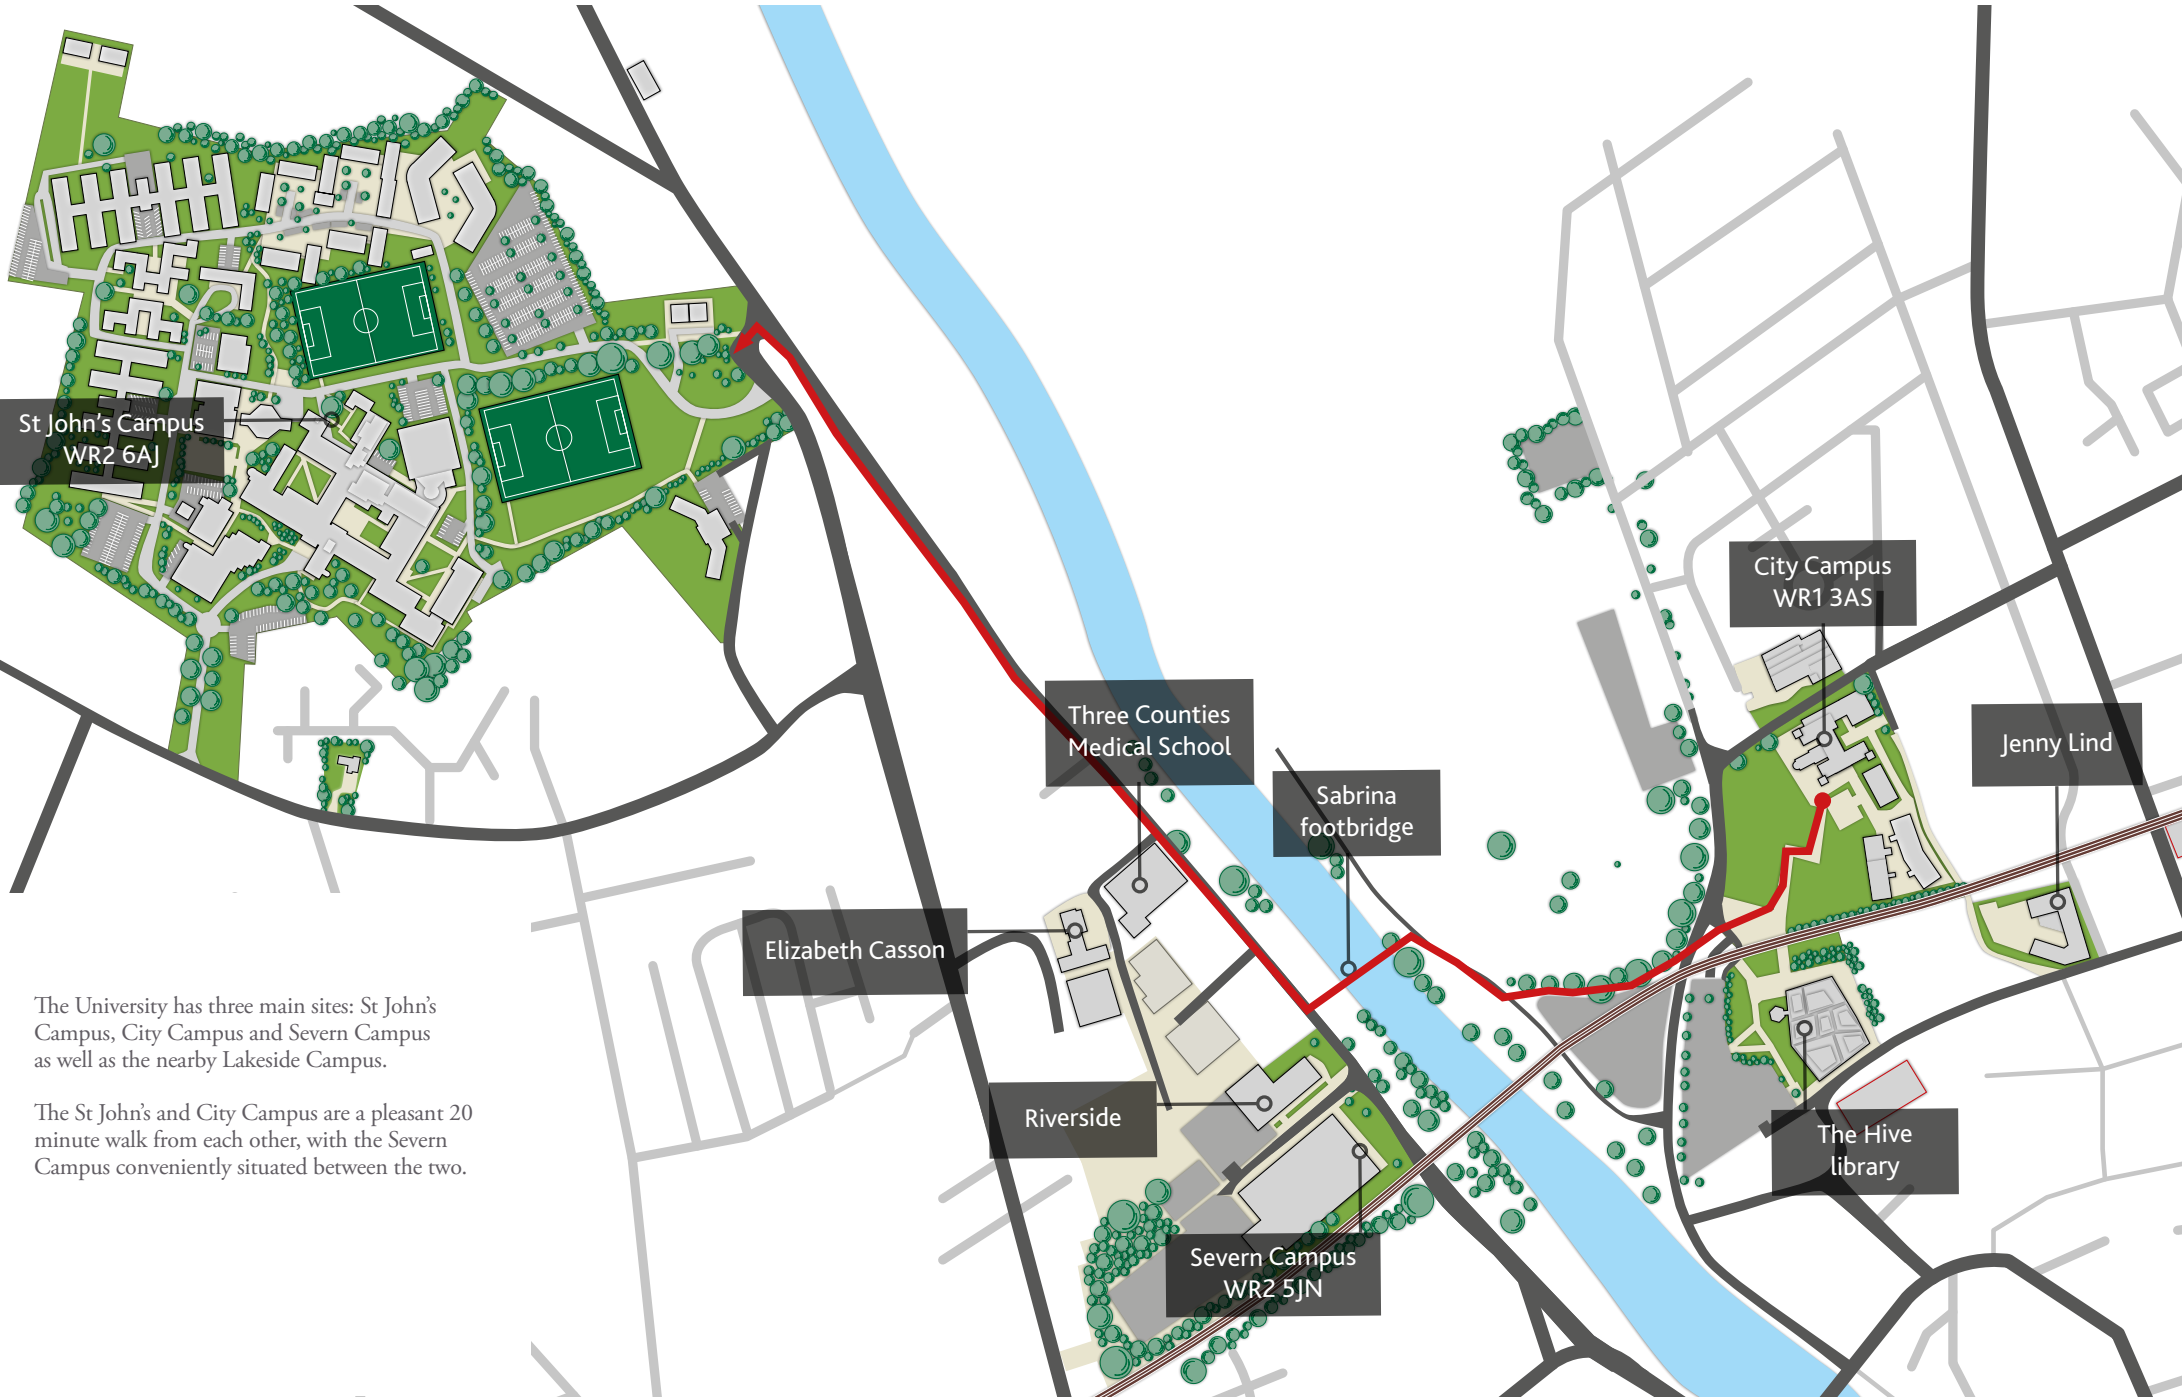 St John's Campus
WR2 6AJ
City Campus
WR1 3AS
Three Counties
Medical School
Jenny Lind
Sabrina
footbridge
Elizabeth Casson
Riverside
The Hive
library
Severn Campus
WR2 5JN
The University has three main sites: St John's
Campus, City Campus and Severn Campus
as well as the nearby Lakeside Campus.
The St John's and City Campus are a pleasant 20
minute walk from each other, with the Severn
Campus conveniently situated between the two.